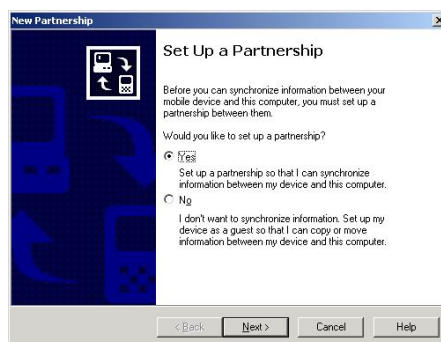 New Partnership
Set Up a Partnership
Before you can synchronize information between your
mobile device and this computer, you must set up a
partnership between them.
Would you like to set up a partnership?
Yes
Set up a partnership so that I can synchronize
information between my device and this computer.
No
I don't want to synchronize information. Set up my
device as a guest so that I can copy or move
information between my device and this computer.
< Back Next > Cancel Help